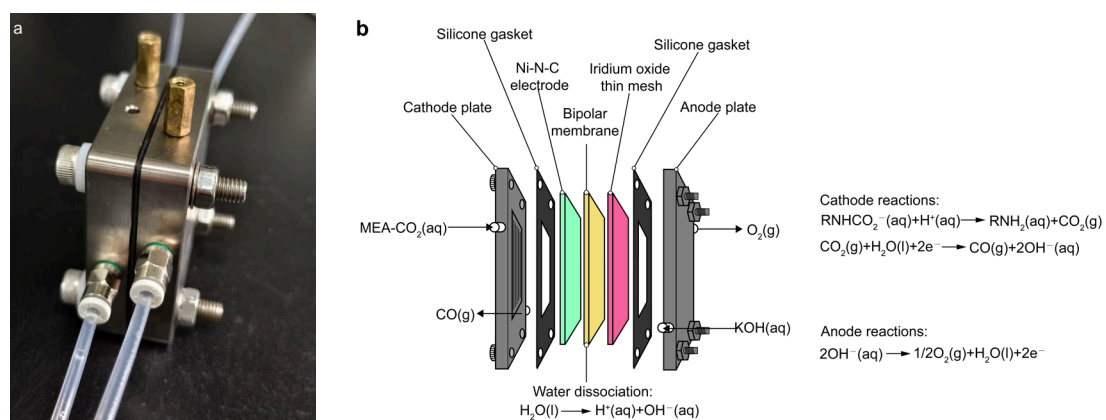 a
b
Silicone gasket
Silicone gasket
Ni-N-C
electrode
Iridium oxide
thin mesh
Cathode plate
Bipolar
membrane
Anode plate
MEA-CO₂(aq)
O₂(g)
CO(g)
KOH(aq)
Water dissociation:
H₂O(l)⟶H⁺(aq)+OH⁻(aq)
Cathode reactions:
RNHCO₂⁻(aq)+H⁺(aq)⟶RNH₂(aq)+CO₂(g)
CO₂(g)+H₂O(l)+2e⁻⟶CO(g)+2OH⁻(aq)
Anode reactions:
2OH⁻(aq)⟶1/2O₂(g)+H₂O(l)+2e⁻